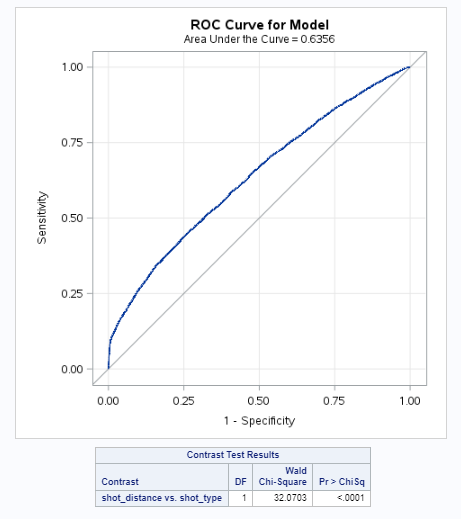 ROC Curve for Model
Area Under the Curve = 0.6356
1.00
0.75
0.50
0.25
0.00
Sensitivity
0.00 0.25 0.50 0.75 1.00
1 - Specificity
Contrast Test Results
Contrast DF Wald Chi-Square Pr > ChiSq
shot_distance vs. shot_type 1 32.0703 <.0001